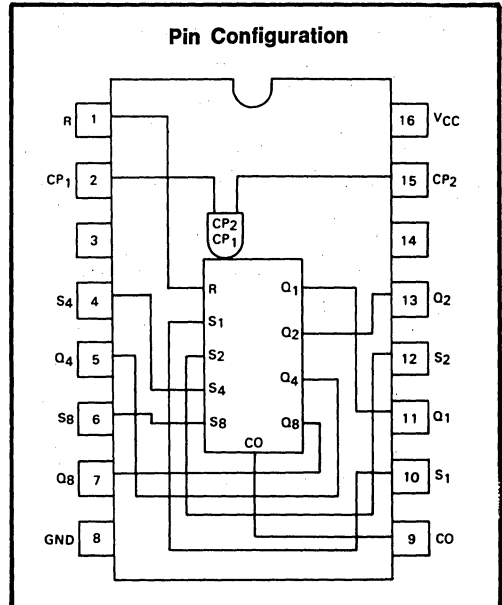 Pin Configuration
R 1
16 VCC
CP1 2
15 CP2
CP2
CP1
3
14
S4 4
13 Q2
Q4 5
12 S2
S8 6
11 Q1
Q8 7
10 S1
GND 8
9 CO
R
S1
S2
S4
S8
Q1
Q2
Q4
Q8
CO